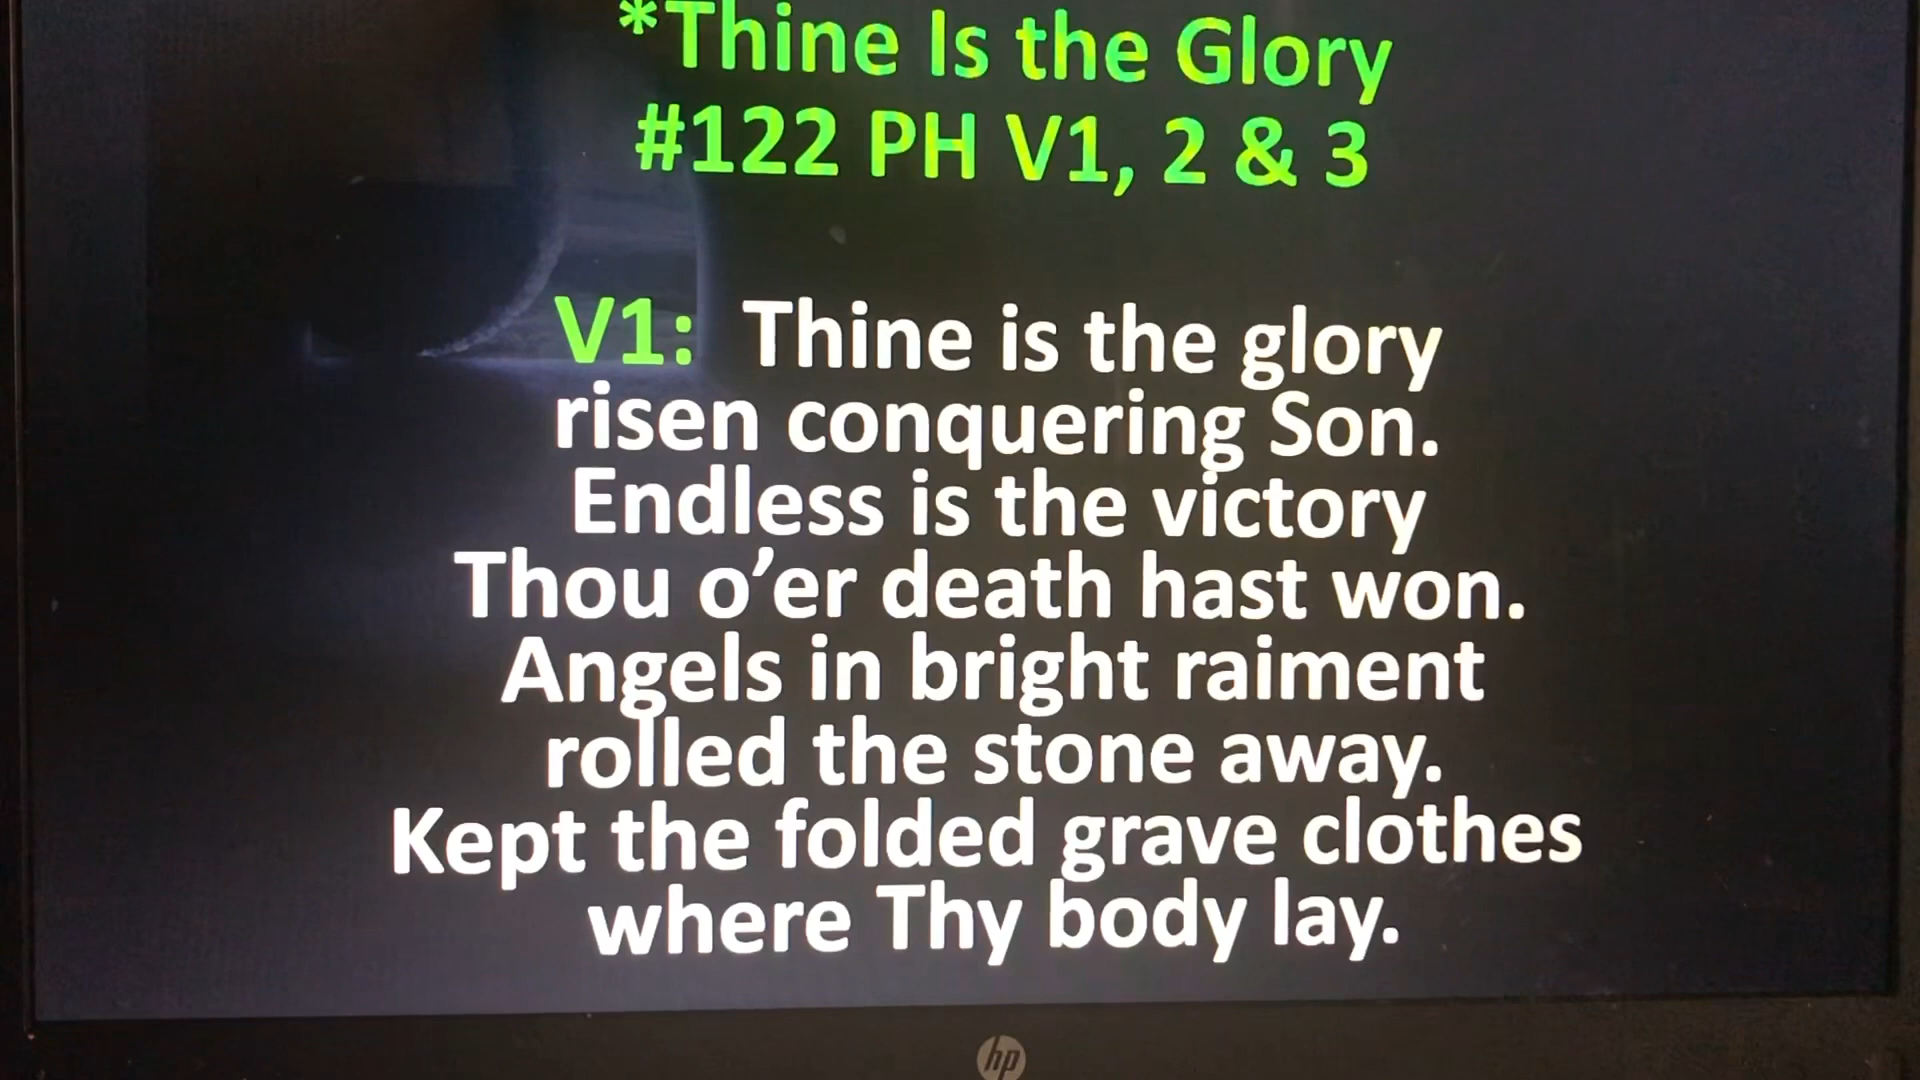 *Thine Is the Glory
#122 PH V1, 2 & 3
V1: Thine is the glory
risen conquering Son.
Endless is the victory
Thou o’er death hast won.
Angels in bright raiment
rolled the stone away.
Kept the folded grave clothes
where Thy body lay.
hp